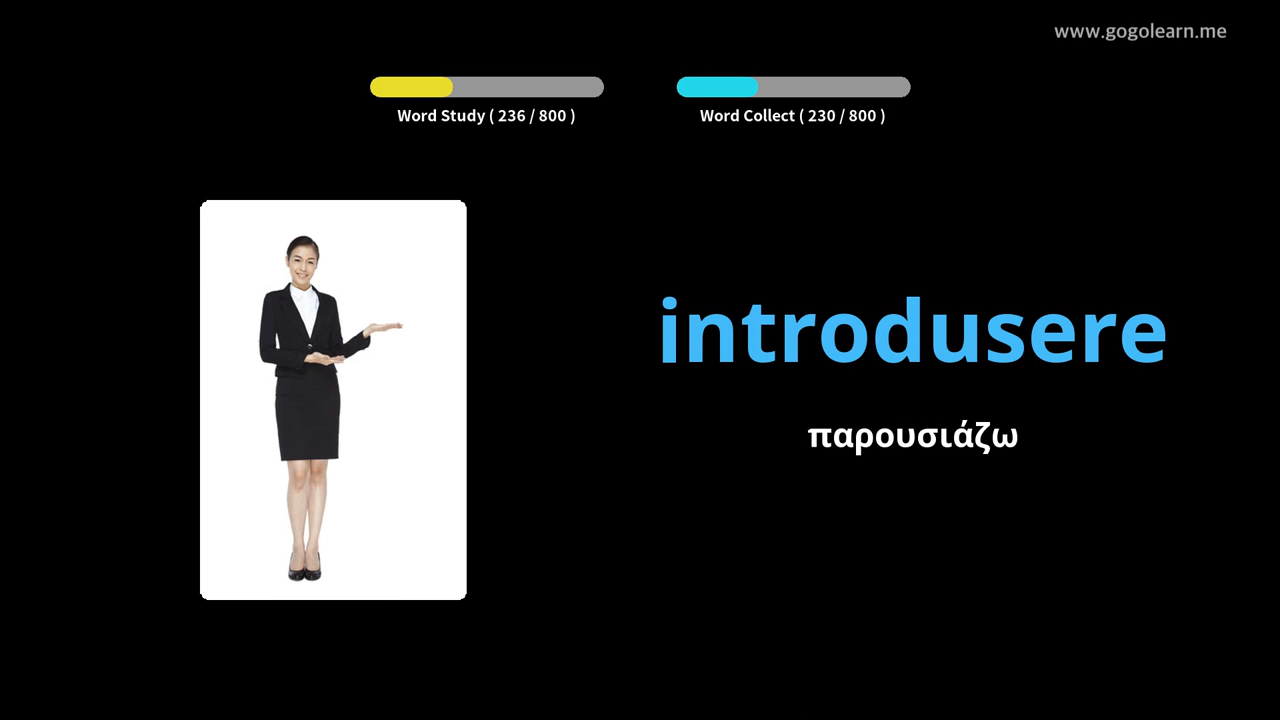 www.gogolearn.me
Word Study ( 236 / 800 )
Word Collect ( 230 / 800 )
introdusere
παρουσιάζω